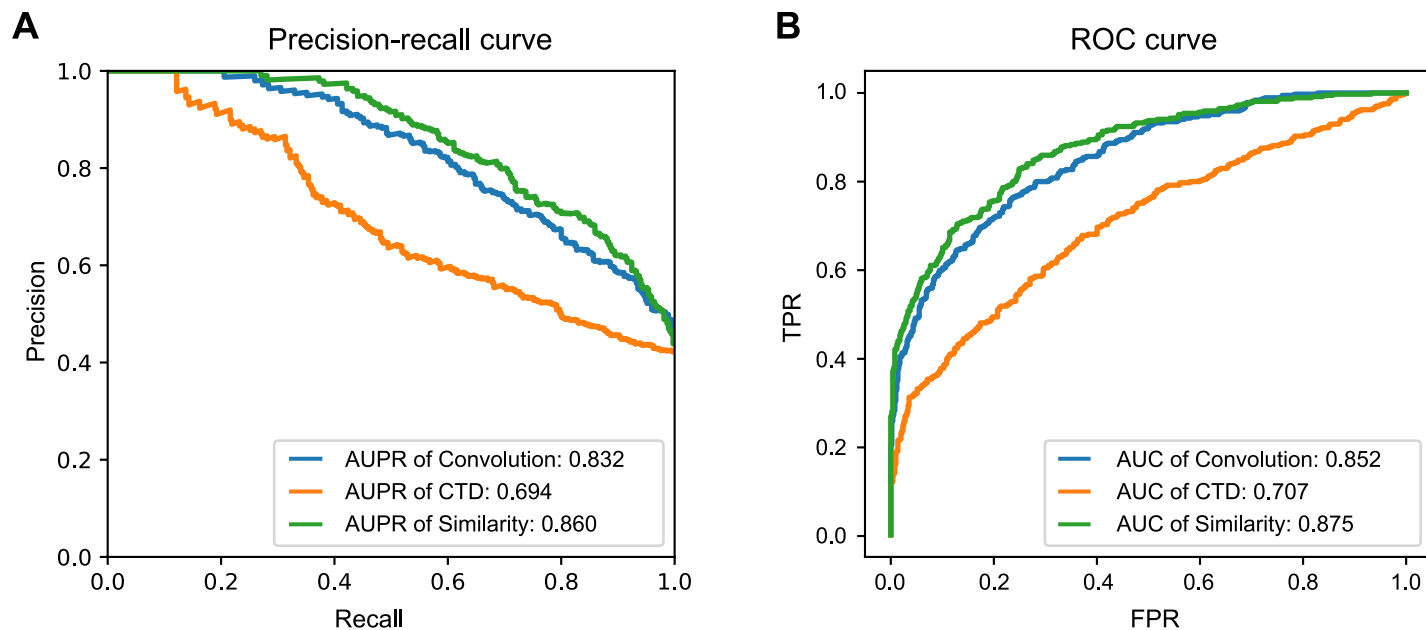 A
Precision-recall curve
1.0
0.8
0.6
0.4
0.2
0.0
Precision
AUPR of Convolution: 0.832
AUPR of CTD: 0.694
AUPR of Similarity: 0.860
0.0 0.2 0.4 0.6 0.8 1.0
Recall
B
ROC curve
1.0
0.8
0.6
0.4
0.2
0.0
TPR
AUC of Convolution: 0.852
AUC of CTD: 0.707
AUC of Similarity: 0.875
0.0 0.2 0.4 0.6 0.8 1.0
FPR